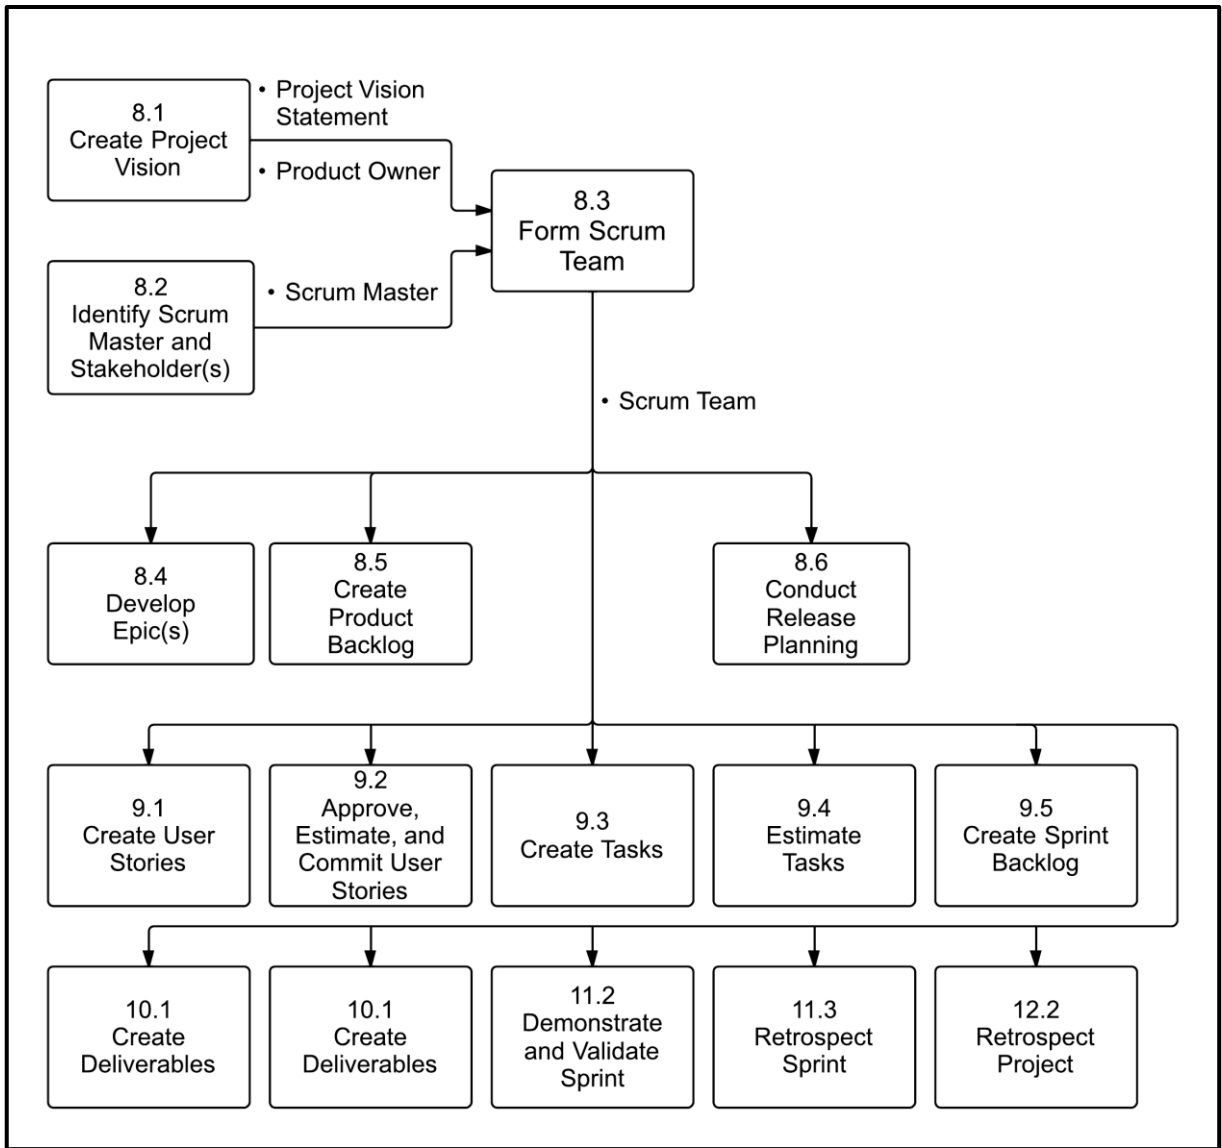 8.1
Create Project
Vision
• Project Vision
Statement
• Product Owner
8.2
Identify Scrum
Master and
Stakeholder(s)
• Scrum Master
8.3
Form Scrum
Team
• Scrum Team
8.4
Develop
Epic(s)
8.5
Create
Product
Backlog
8.6
Conduct
Release
Planning
9.1
Create User
Stories
9.2
Approve,
Estimate, and
Commit User
Stories
9.3
Create Tasks
9.4
Estimate
Tasks
9.5
Create Sprint
Backlog
10.1
Create
Deliverables
10.1
Create
Deliverables
11.2
Demonstrate
and Validate
Sprint
11.3
Retrospect
Sprint
12.2
Retrospect
Project